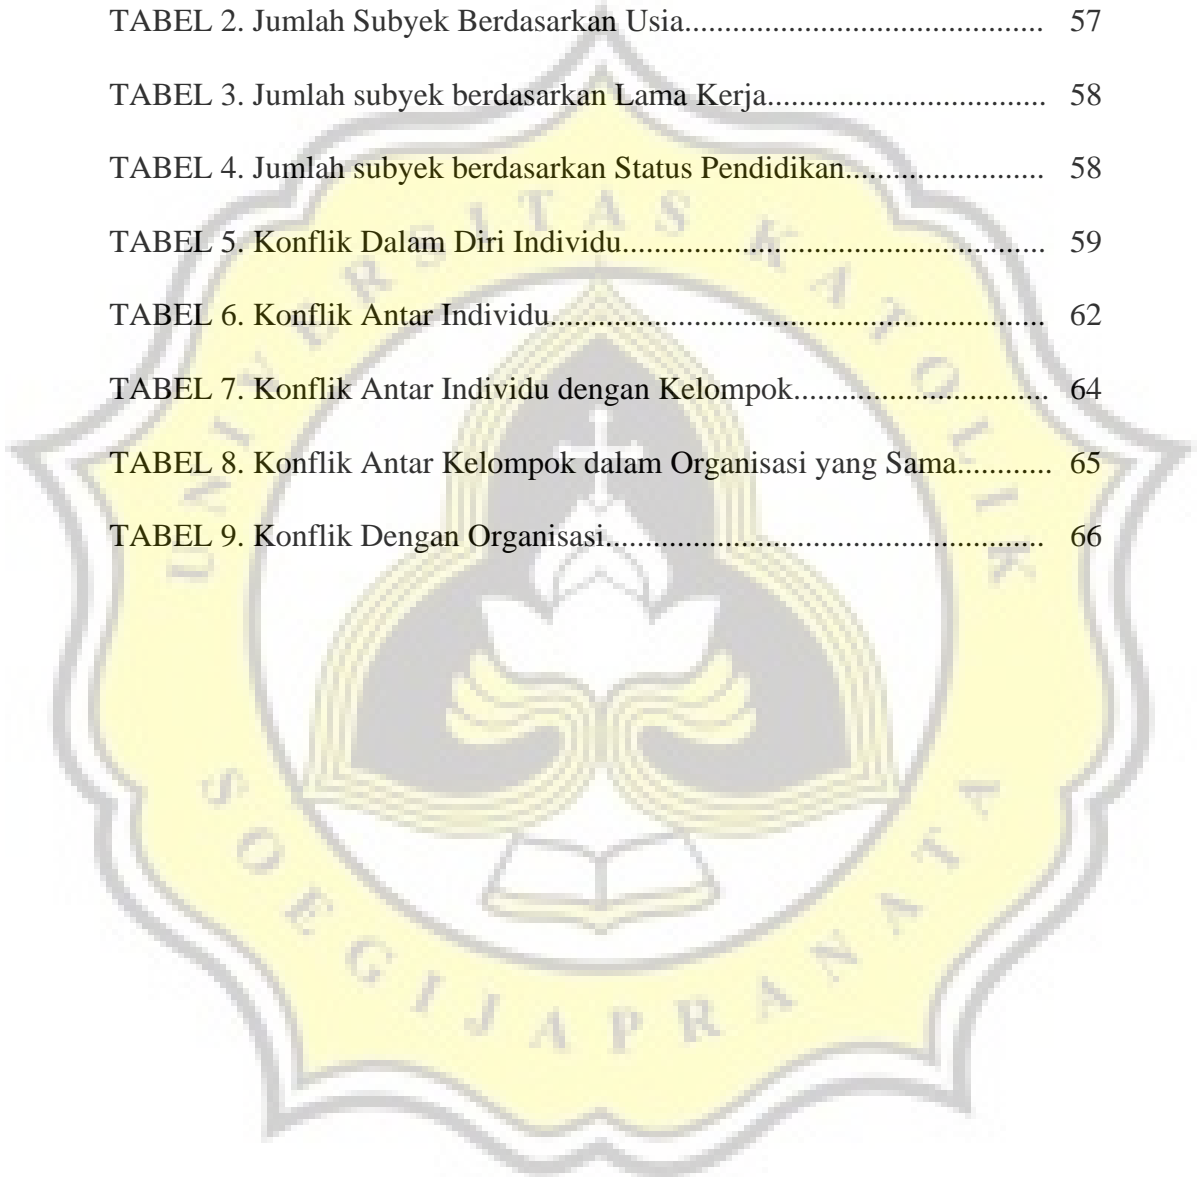 TABEL 2. Jumlah Subyek Berdasarkan Usia............................................ 57
TABEL 3. Jumlah subyek berdasarkan Lama Kerja.................................. 58
TABEL 4. Jumlah subyek berdasarkan Status Pendidikan........................ 58
TABEL 5. Konflik Dalam Diri Individu................................................... 59
TABEL 6. Konflik Antar Individu............................................................ 62
TABEL 7. Konflik Antar Individu dengan Kelompok............................... 64
TABEL 8. Konflik Antar Kelompok dalam Organisasi yang Sama............ 65
TABEL 9. Konflik Dengan Organisasi..................................................... 66
UNIVERSITAS KATOLIK
SOEGIJAPRANATA